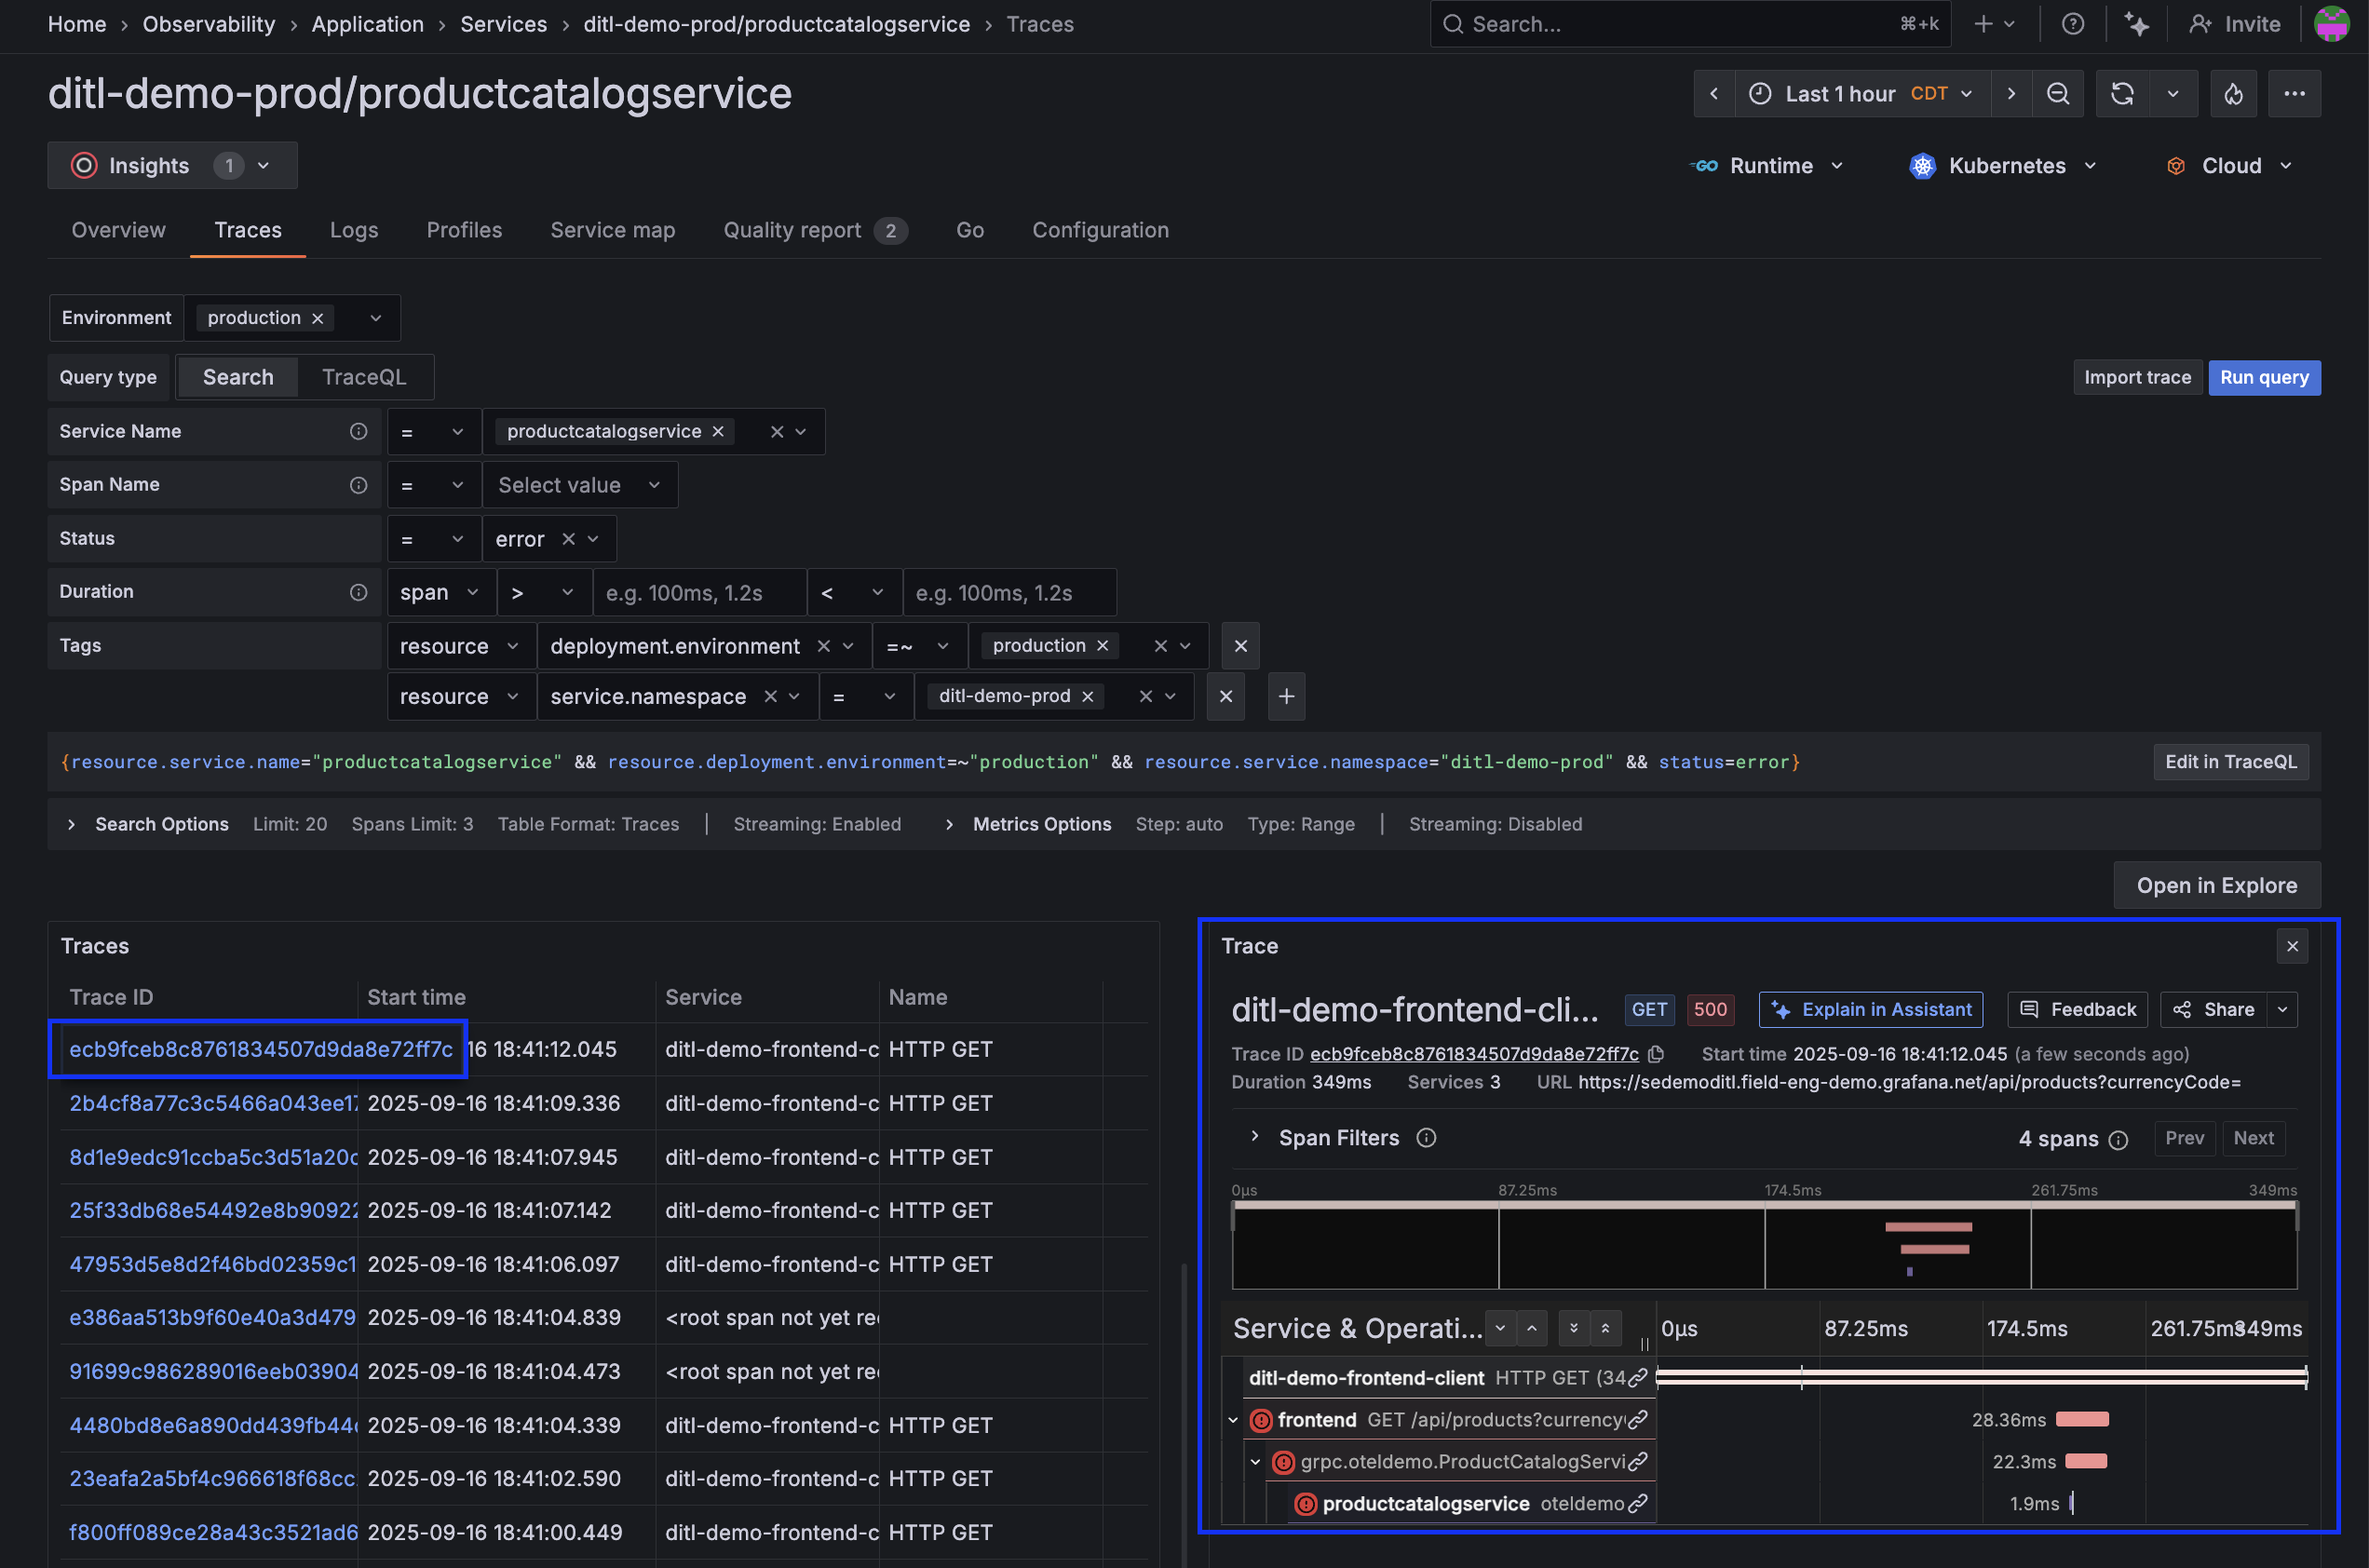 Home › Observability › Application › Services › ditl-demo-prod/productcatalogservice › Traces
Search... ⌘+k
Invite
ditl-demo-prod/productcatalogservice
Last 1 hour CDT
Insights 1
GO Runtime Kubernetes Cloud
Overview Traces Logs Profiles Service map Quality report 2 Go Configuration
Environment production
Query type Search TraceQL Import trace Run query
Service Name = productcatalogservice
Span Name = Select value
Status = error
Duration span > e.g. 100ms, 1.2s < e.g. 100ms, 1.2s
Tags resource deployment.environment =~ production
resource service.namespace = ditl-demo-prod
{resource.service.name="productcatalogservice" && resource.deployment.environment=~"production" && resource.service.namespace="ditl-demo-prod" && status=error} Edit in TraceQL
Search Options Limit: 20 Spans Limit: 3 Table Format: Traces | Streaming: Enabled Metrics Options Step: auto Type: Range | Streaming: Disabled
Open in Explore
Traces
Trace ID Start time Service Name
ecb9fceb8c8761834507d9da8e72ff7c 16 18:41:12.045 ditl-demo-frontend-c HTTP GET
2b4cf8a77c3c5466a043ee17 2025-09-16 18:41:09.336 ditl-demo-frontend-c HTTP GET
8d1e9edc91ccba5c3d51a20c 2025-09-16 18:41:07.945 ditl-demo-frontend-c HTTP GET
25f33db68e54492e8b90922 2025-09-16 18:41:07.142 ditl-demo-frontend-c HTTP GET
47953d5e8d2f46bd02359c1 2025-09-16 18:41:06.097 ditl-demo-frontend-c HTTP GET
e386aa513b9f60e40a3d479 2025-09-16 18:41:04.839 <root span not yet re
91699c986289016eeb03904 2025-09-16 18:41:04.473 <root span not yet re
4480bd8e6a890dd439fb44 2025-09-16 18:41:04.339 ditl-demo-frontend-c HTTP GET
23eafa2a5bf4c966618f68cc 2025-09-16 18:41:02.590 ditl-demo-frontend-c HTTP GET
f800ff089ce28a43c3521ad6 2025-09-16 18:41:00.449 ditl-demo-frontend-c HTTP GET
Trace
ditl-demo-frontend-cli... GET 500 Explain in Assistant Feedback Share
Trace ID ecb9fceb8c8761834507d9da8e72ff7c Start time 2025-09-16 18:41:12.045 (a few seconds ago)
Duration 349ms Services 3 URL https://sedemoditl.field-eng-demo.grafana.net/api/products?currencyCode=
Span Filters 4 spans Prev Next
0μs 87.25ms 174.5ms 261.75ms 349ms
Service & Operati... 0μs 87.25ms 174.5ms 261.75ms 349ms
ditl-demo-frontend-client HTTP GET (34
frontend GET /api/products?currency 28.36ms
grpc.oteldemo.ProductCatalogServi 22.3ms
productcatalogservice oteldemo 1.9ms